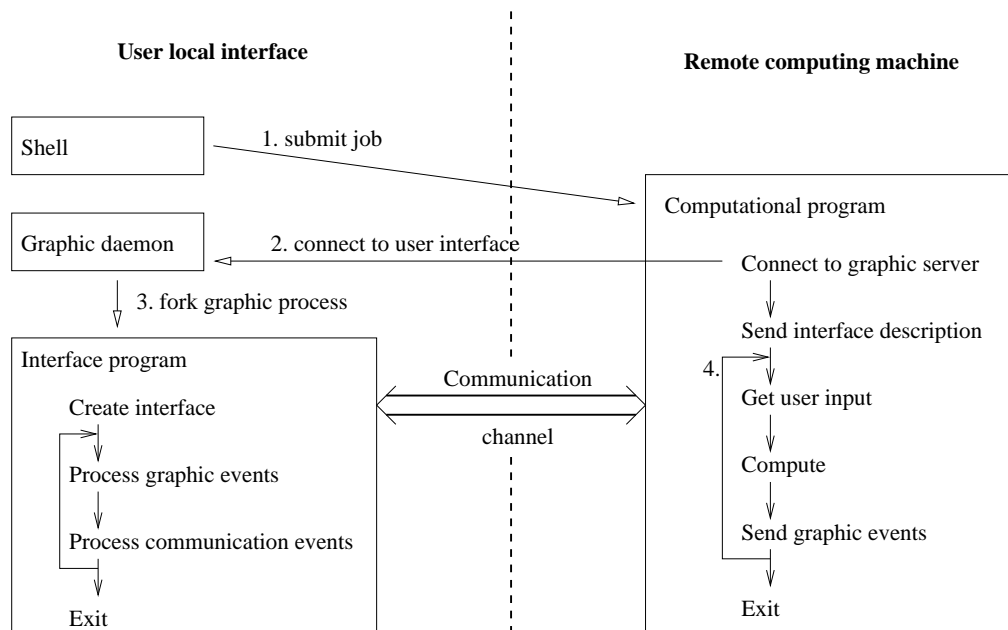 User local interface
Remote computing machine
Shell
1. submit job
Computational program
Graphic daemon
2. connect to user interface
Connect to graphic server
3. fork graphic process
Send interface description
Interface program
4.
Communication
Get user input
Create interface
channel
Compute
Process graphic events
Send graphic events
Process communication events
Exit
Exit